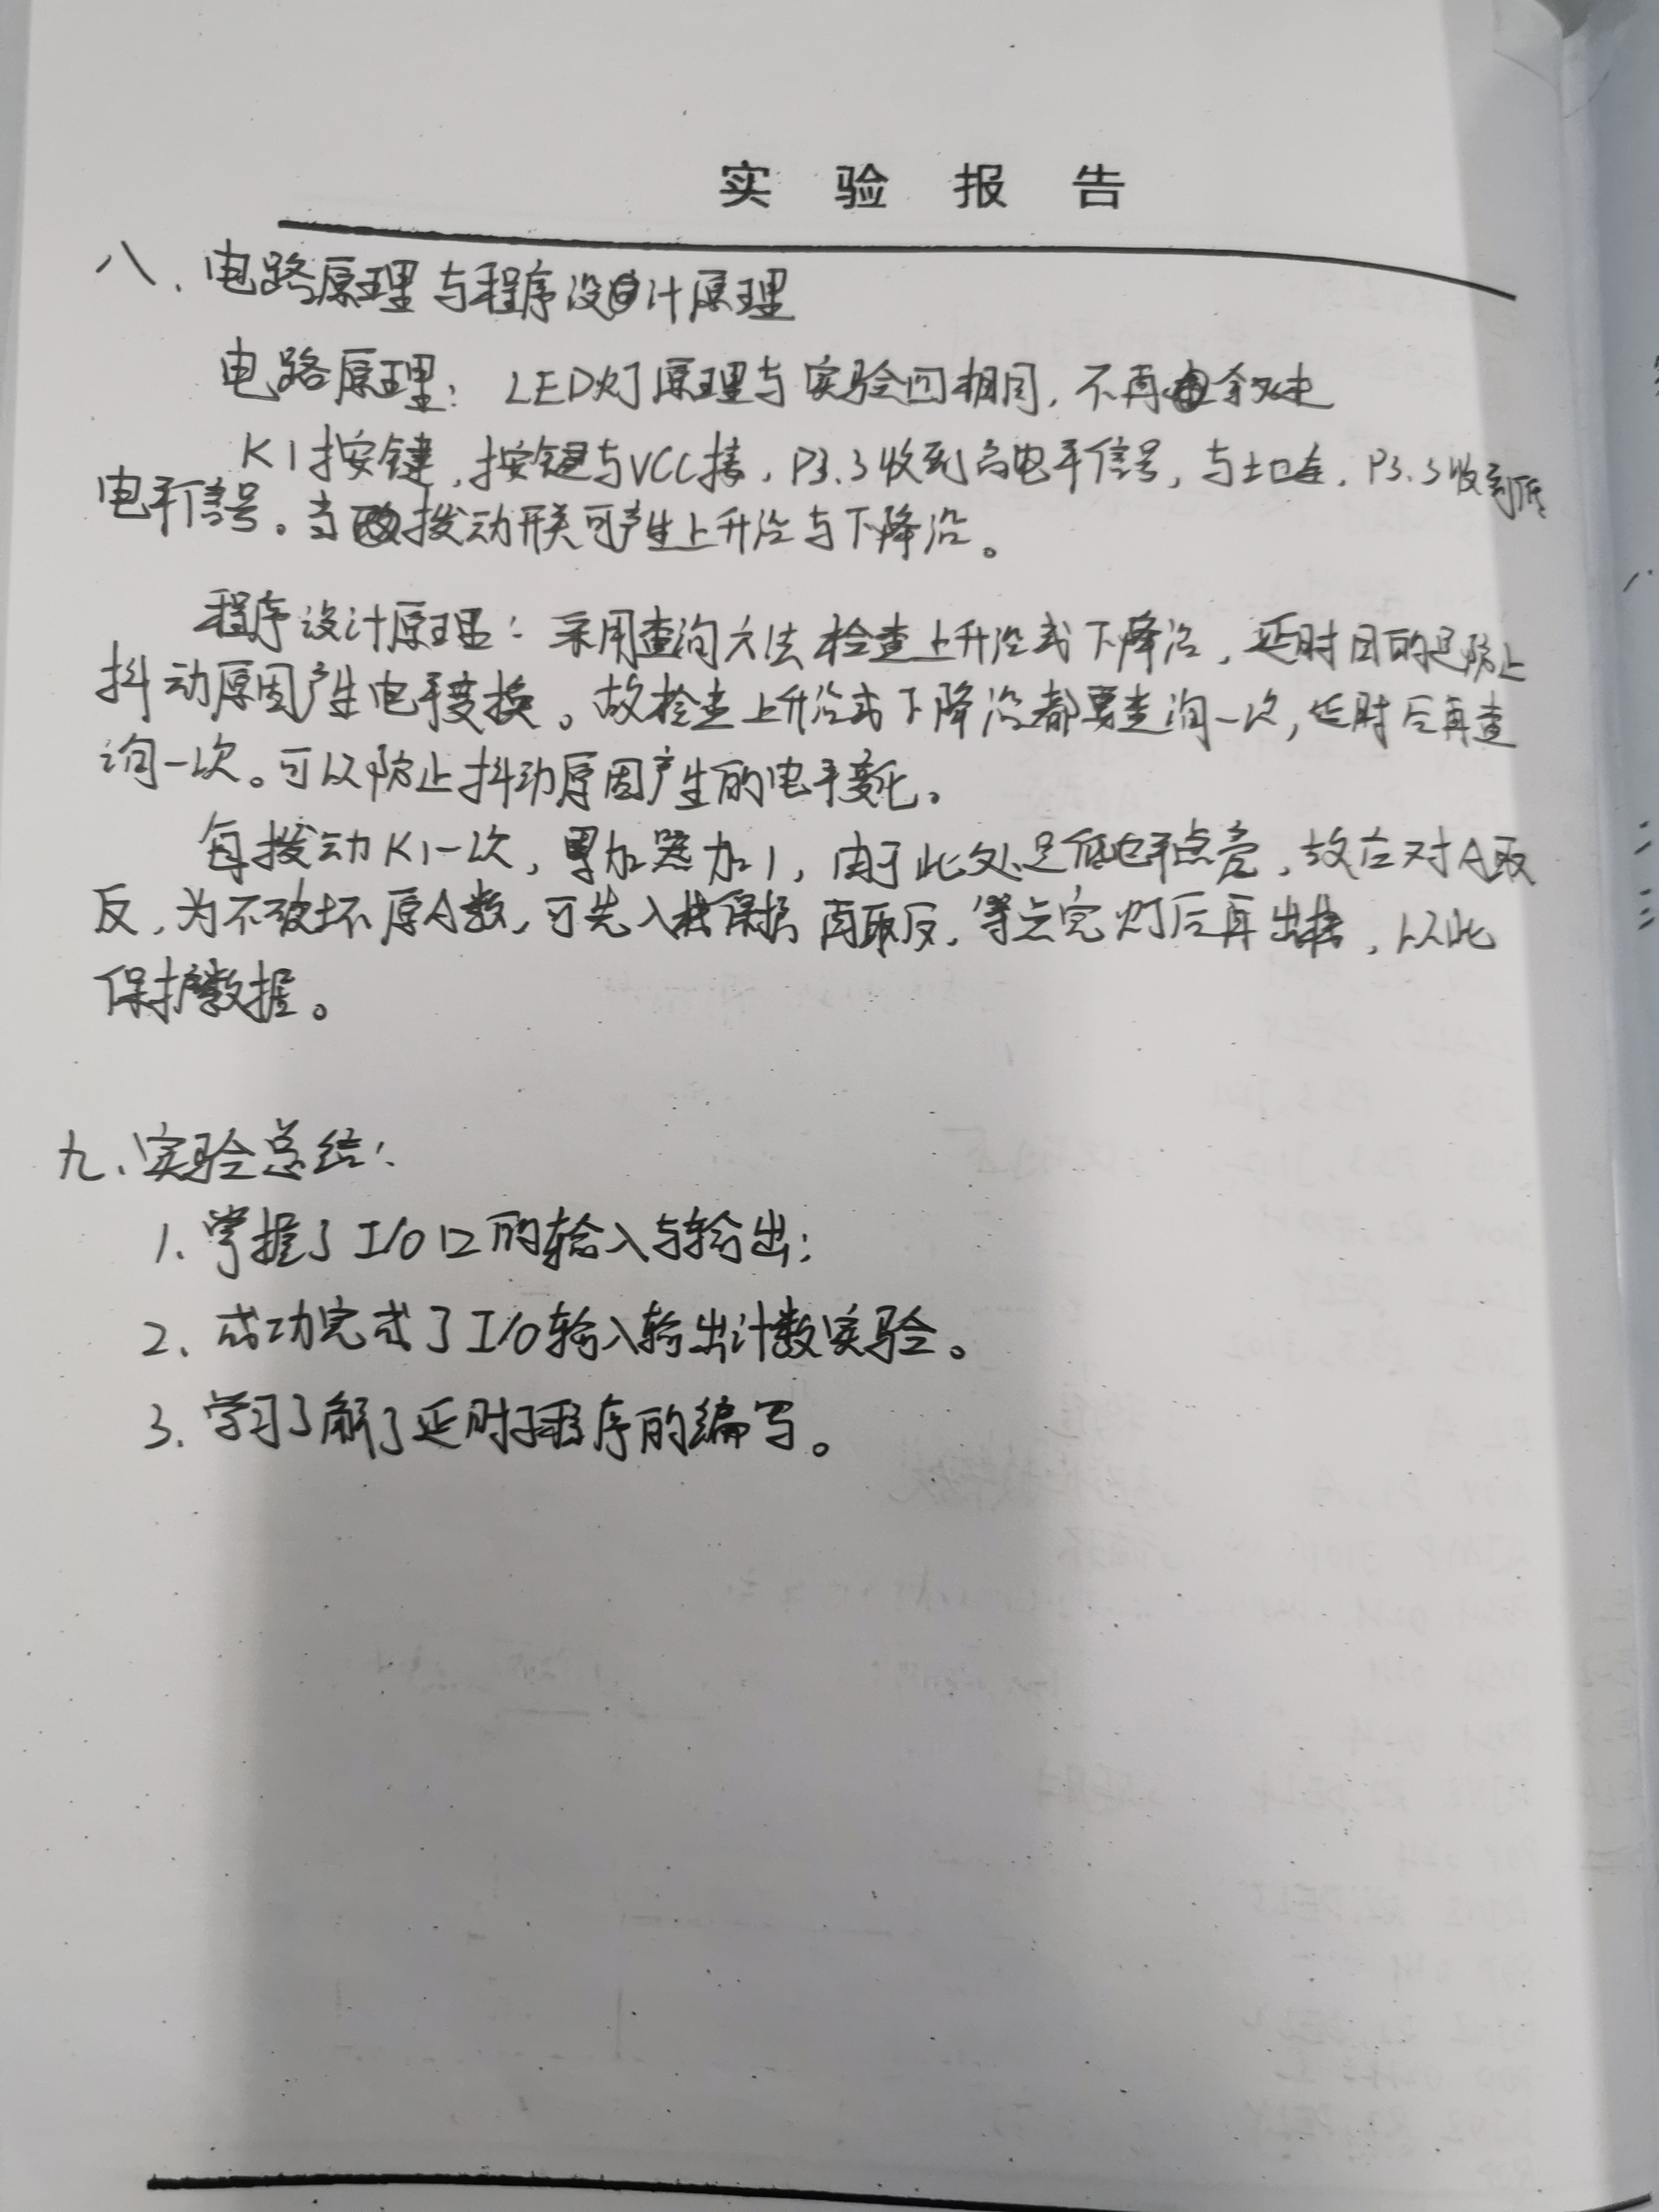 实验报告
八、电路原理与程序设计原理
电路原理：LED灯原理与实验四相同，不再叙述
K1按键，按键与VCC接，P3.3收到高电平信号，与地连，P3.3收到低
电平信号。当拨动开关可产生上升沿与下降沿。
程序设计原理：采用查询方法检查上升沿或下降沿，延时目的是防止
抖动原因产生电平变换。故检查上升沿或下降沿都要查询一次，延时后再查
询一次。可以防止抖动原因产生的电平变化。
每拨动K1一次，累加器加1，由于此处是低电平点亮，故应对A取
反，为不破坏原A数，可先入栈保护再取反，等点完灯后再出栈，以此
保护数据。
九、实验总结：
1. 掌握了I/O口的输入与输出；
2、成功完成了I/O输入输出计数实验。
3. 学习了解了延时子程序的编写。